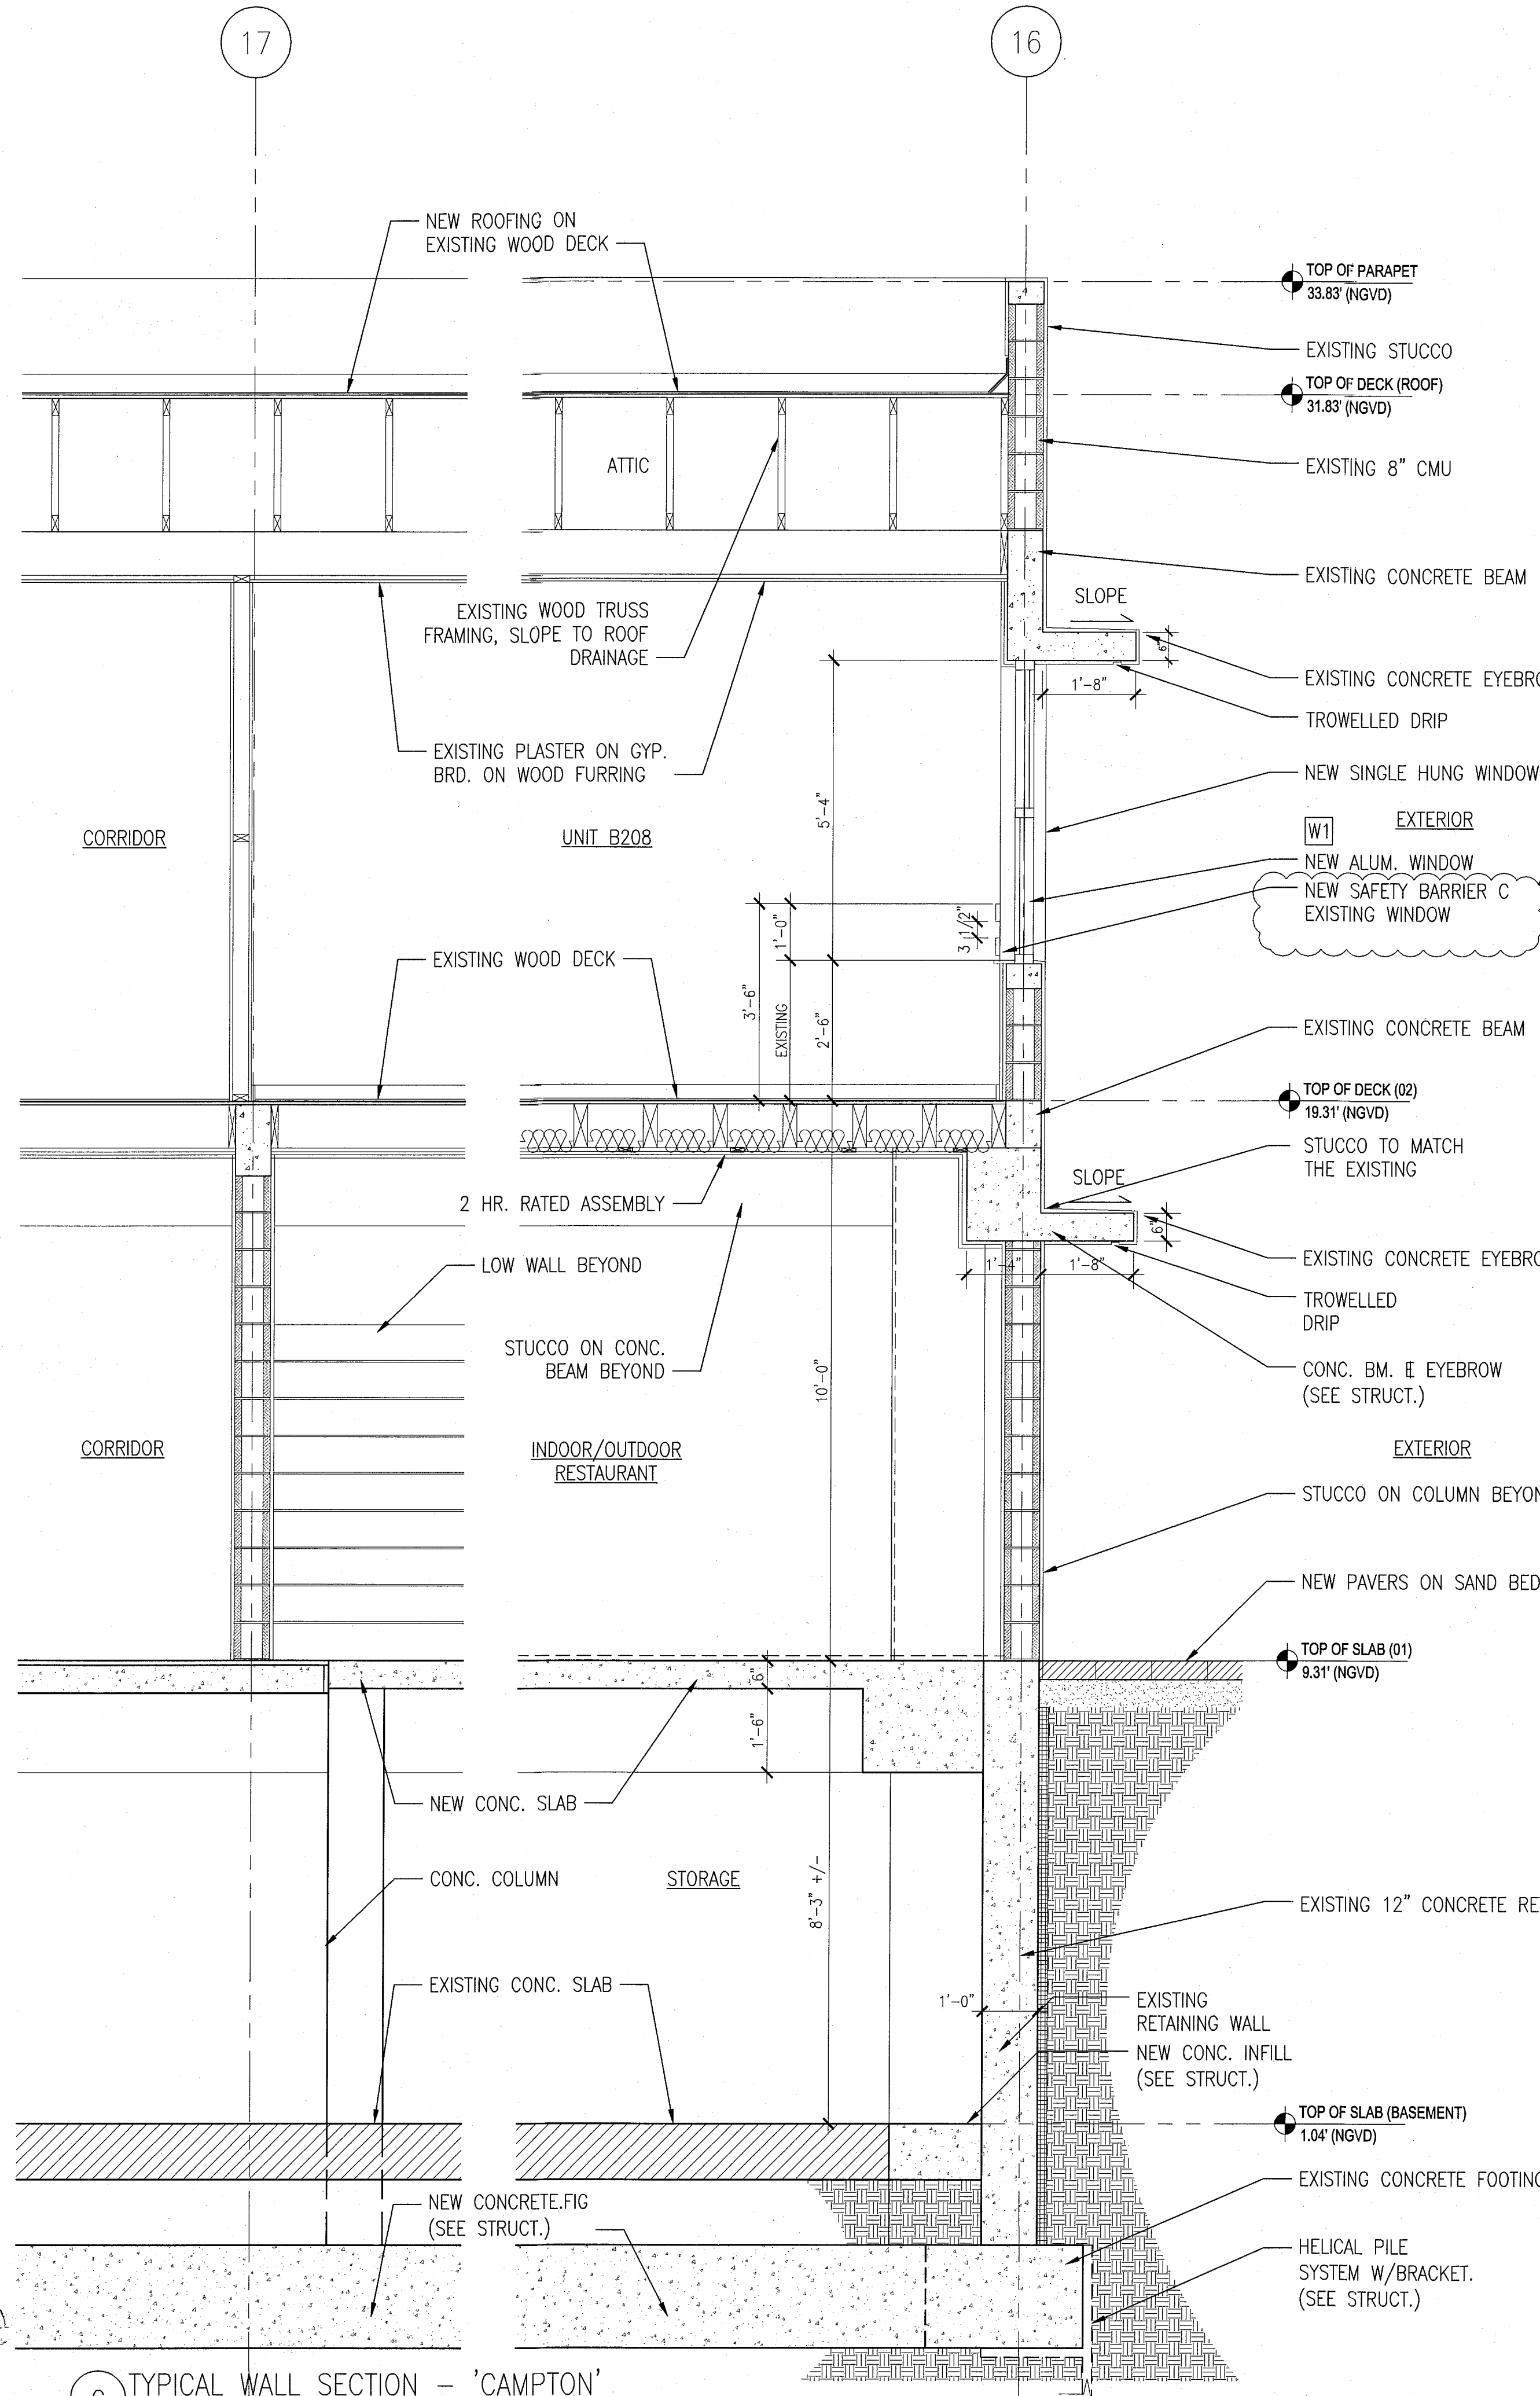 17
16
NEW ROOFING ON
EXISTING WOOD DECK
TOP OF PARAPET
33.83' (NGVD)
EXISTING STUCCO
TOP OF DECK (ROOF)
31.83' (NGVD)
ATTIC
EXISTING 8" CMU
EXISTING CONCRETE BEAM
SLOPE
EXISTING WOOD TRUSS
FRAMING, SLOPE TO ROOF
DRAINAGE
6"
1'-8"
EXISTING CONCRETE EYEBRO
TROWELLED DRIP
EXISTING PLASTER ON GYP.
BRD. ON WOOD FURRING
NEW SINGLE HUNG WINDOW
5'-4"
CORRIDOR
UNIT B208
W1
EXTERIOR
NEW ALUM. WINDOW
NEW SAFETY BARRIER C
EXISTING WINDOW
1'-0"
3 1/2"
EXISTING WOOD DECK
3'-6"
EXISTING
2'-6"
EXISTING CONCRETE BEAM
TOP OF DECK (02)
19.31' (NGVD)
STUCCO TO MATCH
THE EXISTING
SLOPE
2 HR. RATED ASSEMBLY
6"
LOW WALL BEYOND
1'-4"
1'-8"
EXISTING CONCRETE EYEBRO
TROWELLED
DRIP
STUCCO ON CONC.
BEAM BEYOND
10'-0"
CONC. BM. & EYEBROW
(SEE STRUCT.)
CORRIDOR
INDOOR/OUTDOOR
RESTAURANT
EXTERIOR
STUCCO ON COLUMN BEYON
NEW PAVERS ON SAND BED
TOP OF SLAB (01)
9.31' (NGVD)
6"
1'-6"
NEW CONC. SLAB
CONC. COLUMN
STORAGE
8'-3" +/-
EXISTING 12" CONCRETE RE
EXISTING CONC. SLAB
1'-0"
EXISTING
RETAINING WALL
NEW CONC. INFILL
(SEE STRUCT.)
TOP OF SLAB (BASEMENT)
1.04' (NGVD)
EXISTING CONCRETE FOOTING
NEW CONCRETE.FIG
(SEE STRUCT.)
HELICAL PILE
SYSTEM W/BRACKET.
(SEE STRUCT.)
TYPICAL WALL SECTION - 'CAMPTON'